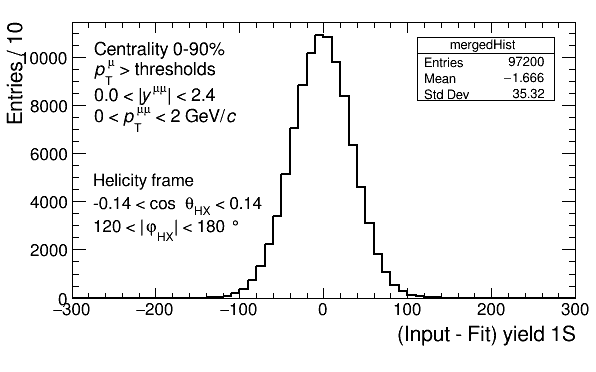 Entries / 10
10000
8000
6000
4000
2000
0
Centrality 0-90%
p_T^μ > thresholds
0.0 < |y^μμ| < 2.4
0 < p_T^μμ < 2 GeV/c
Helicity frame
-0.14 < cos θ_HX < 0.14
120 < |φ_HX| < 180 °
mergedHist
Entries 97200
Mean −1.666
Std Dev 35.32
−300 −200 −100 0 100 200 300
(Input - Fit) yield 1S